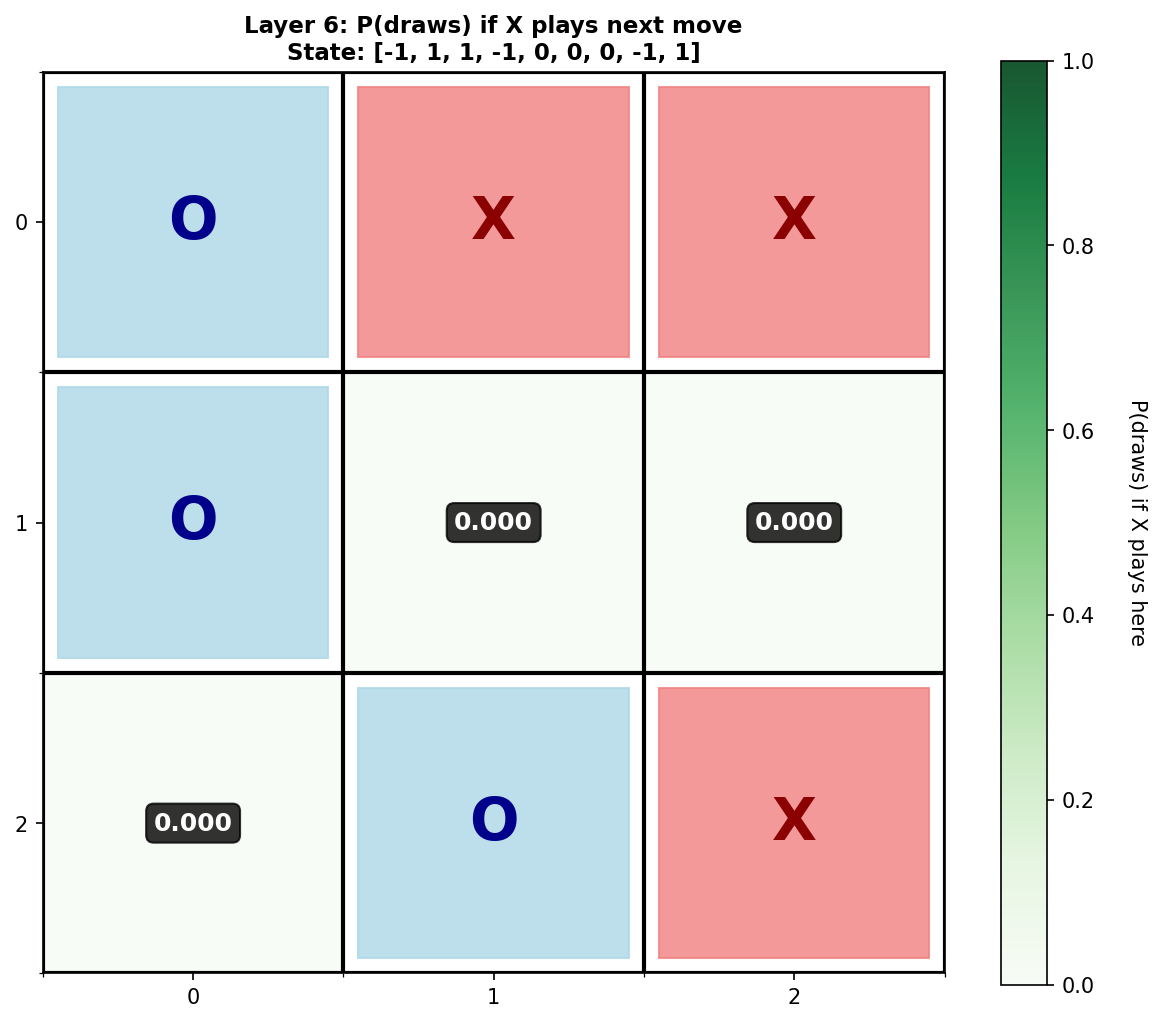 Layer 6: P(draws) if X plays next move
State: [-1, 1, 1, -1, 0, 0, 0, -1, 1]
0
O
X
X
1
O
0.000
0.000
2
0.000
O
X
0
1
2
1.0
0.8
0.6
0.4
0.2
0.0
P(draws) if X plays here